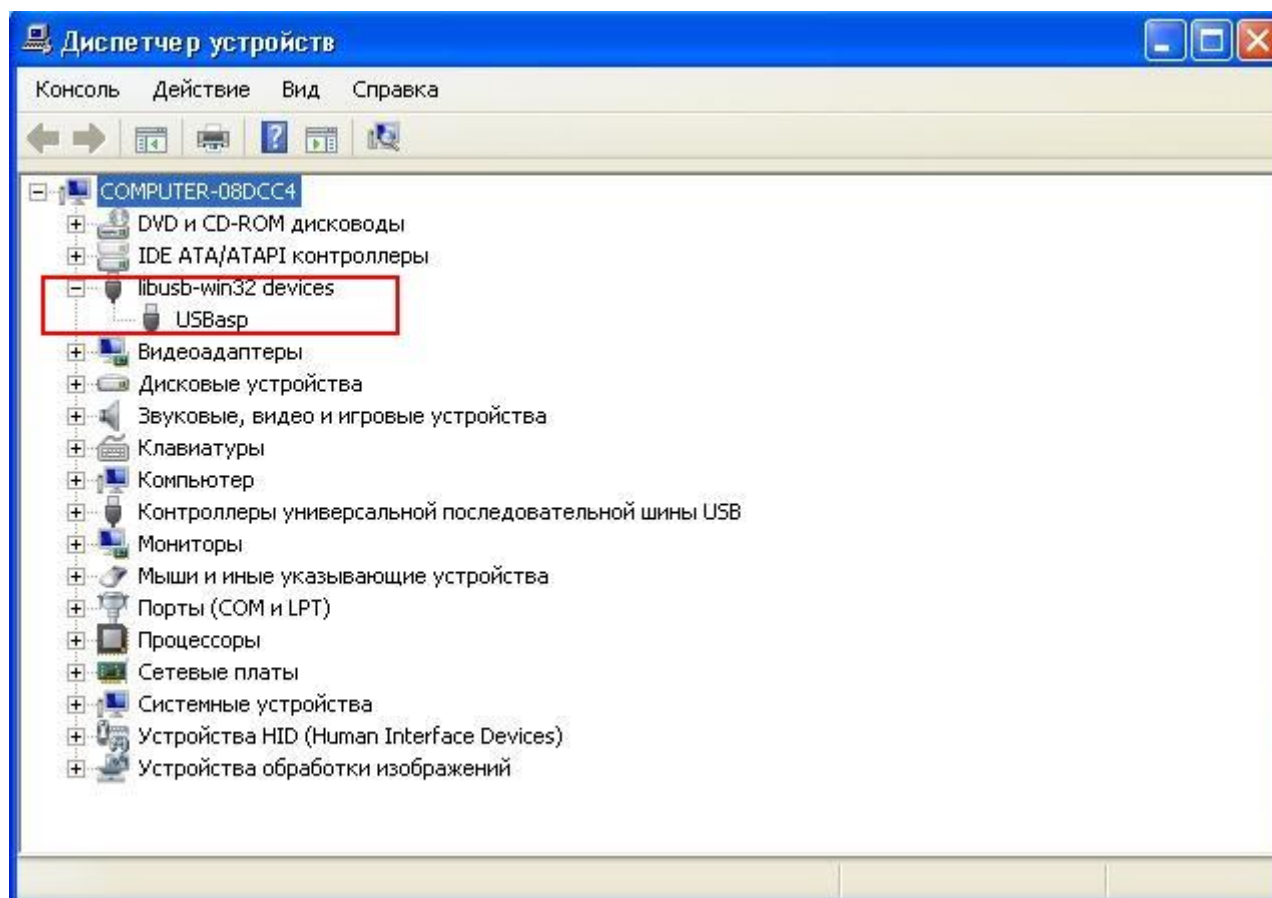 Диспетчер устройств
Консоль Действие Вид Справка
COMPUTER-08DCC4
DVD и CD-ROM дисководы
IDE ATA/ATAPI контроллеры
libusb-win32 devices
USBasp
Видеоадаптеры
Дисковые устройства
Звуковые, видео и игровые устройства
Клавиатуры
Компьютер
Контроллеры универсальной последовательной шины USB
Мониторы
Мыши и иные указывающие устройства
Порты (COM и LPT)
Процессоры
Сетевые платы
Системные устройства
Устройства HID (Human Interface Devices)
Устройства обработки изображений